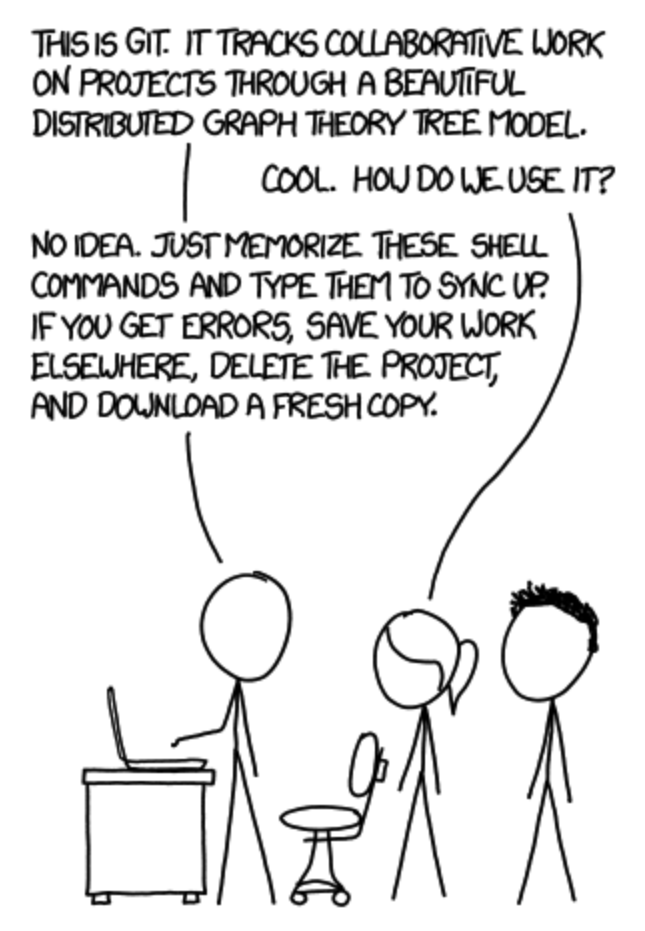 THIS IS GIT. IT TRACKS COLLABORATIVE WORK
ON PROJECTS THROUGH A BEAUTIFUL
DISTRIBUTED GRAPH THEORY TREE MODEL.
COOL. HOW DO WE USE IT?
NO IDEA. JUST MEMORIZE THESE SHELL
COMMANDS AND TYPE THEM TO SYNC UP.
IF YOU GET ERRORS, SAVE YOUR WORK
ELSEWHERE, DELETE THE PROJECT,
AND DOWNLOAD A FRESH COPY.